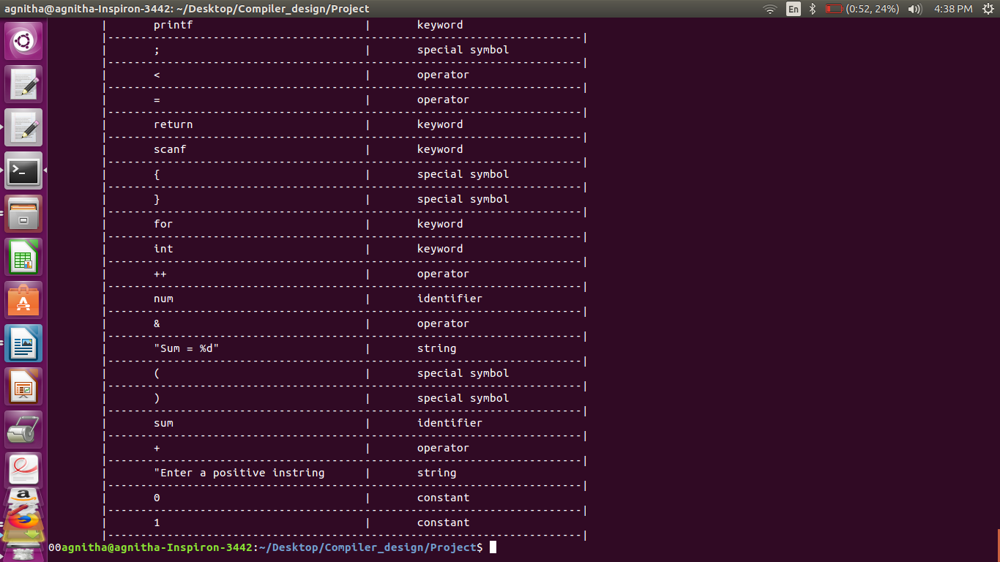 agnitha@agnitha-Inspiron-3442: ~/Desktop/Compiler_design/Project En (0:52, 24%) 4:38 PM
| printf | keyword
|------------------------------------------------------------------------|
| ; | special symbol
|------------------------------------------------------------------------|
| < | operator
|------------------------------------------------------------------------|
| = | operator
|------------------------------------------------------------------------|
| return | keyword
|------------------------------------------------------------------------|
| scanf | keyword
|------------------------------------------------------------------------|
| { | special symbol
|------------------------------------------------------------------------|
| } | special symbol
|------------------------------------------------------------------------|
| for | keyword
|------------------------------------------------------------------------|
| int | keyword
|------------------------------------------------------------------------|
| ++ | operator
|------------------------------------------------------------------------|
| num | identifier
|------------------------------------------------------------------------|
| & | operator
|------------------------------------------------------------------------|
| "Sum = %d" | string
|------------------------------------------------------------------------|
| ( | special symbol
|------------------------------------------------------------------------|
| ) | special symbol
|------------------------------------------------------------------------|
| sum | identifier
|------------------------------------------------------------------------|
| + | operator
|------------------------------------------------------------------------|
| "Enter a positive instring | string
|------------------------------------------------------------------------|
| 0 | constant
|------------------------------------------------------------------------|
| 1 | constant
|------------------------------------------------------------------------|
00agnitha@agnitha-Inspiron-3442:~/Desktop/Compiler_design/Project$